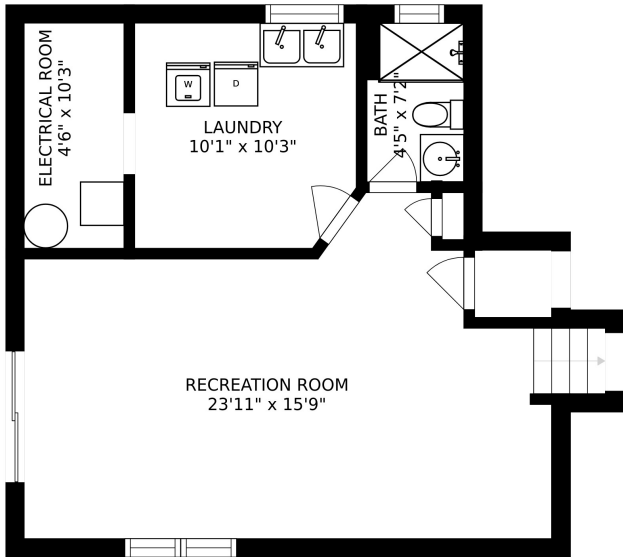 ELECTRICAL ROOM
4'6" x 10'3"
W
D
LAUNDRY
10'1" x 10'3"
BATH
4'5" x 7'2"
RECREATION ROOM
23'11" x 15'9"